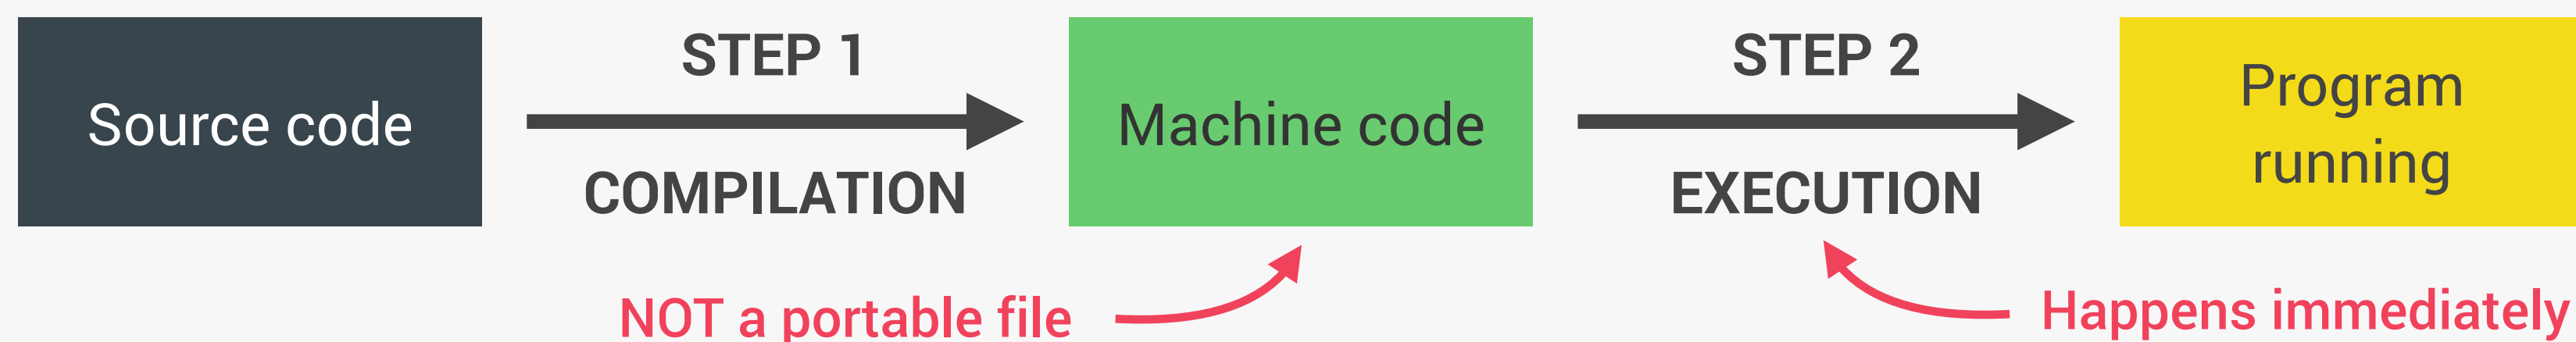 Source code
STEP 1
COMPILATION
Machine code
STEP 2
EXECUTION
Program
running
NOT a portable file
Happens immediately